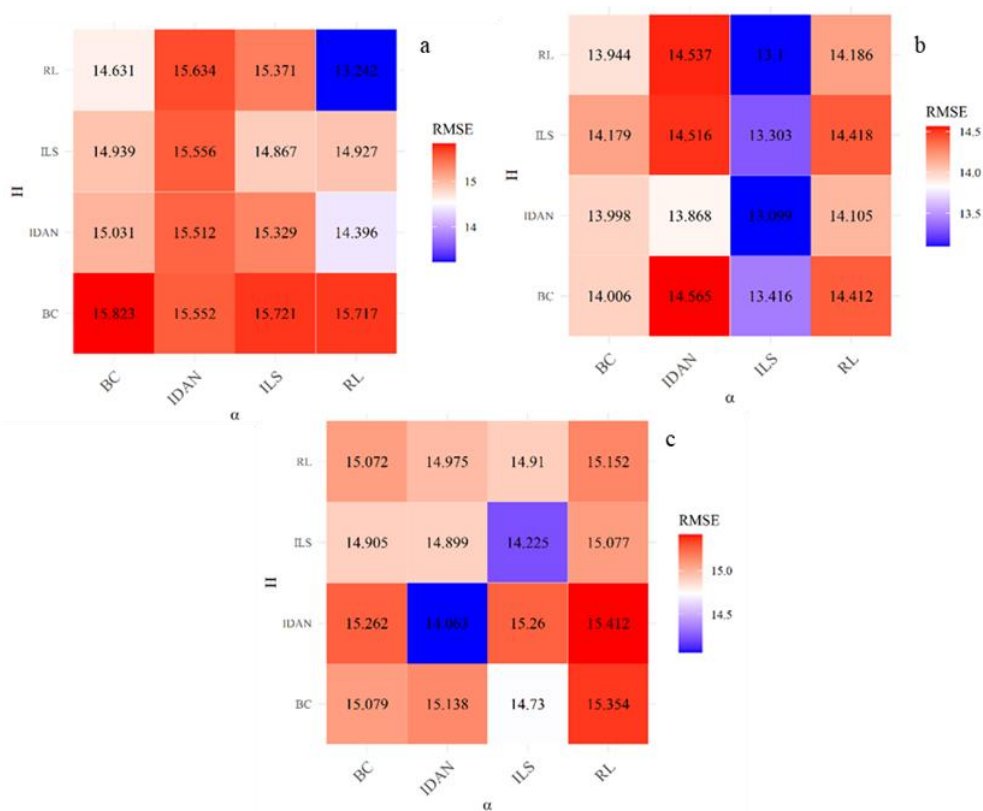 a
RL 14.631 15.634 15.371 13.242
ILS 14.939 15.556 14.867 14.927
IDAN 15.031 15.512 15.329 14.396
BC 15.823 15.552 15.721 15.717
H
BC IDAN ILS RL
α
RMSE
15
14
b
RL 13.944 14.537 13.1 14.186
ILS 14.179 14.516 13.303 14.418
IDAN 13.998 13.868 13.099 14.105
BC 14.006 14.565 13.416 14.412
H
BC IDAN ILS RL
α
RMSE
14.5
14.0
13.5
c
RL 15.072 14.975 14.91 15.152
ILS 14.905 14.899 14.225 15.077
IDAN 15.262 14.063 15.26 15.412
BC 15.079 15.138 14.73 15.354
H
BC IDAN ILS RL
α
RMSE
15.0
14.5